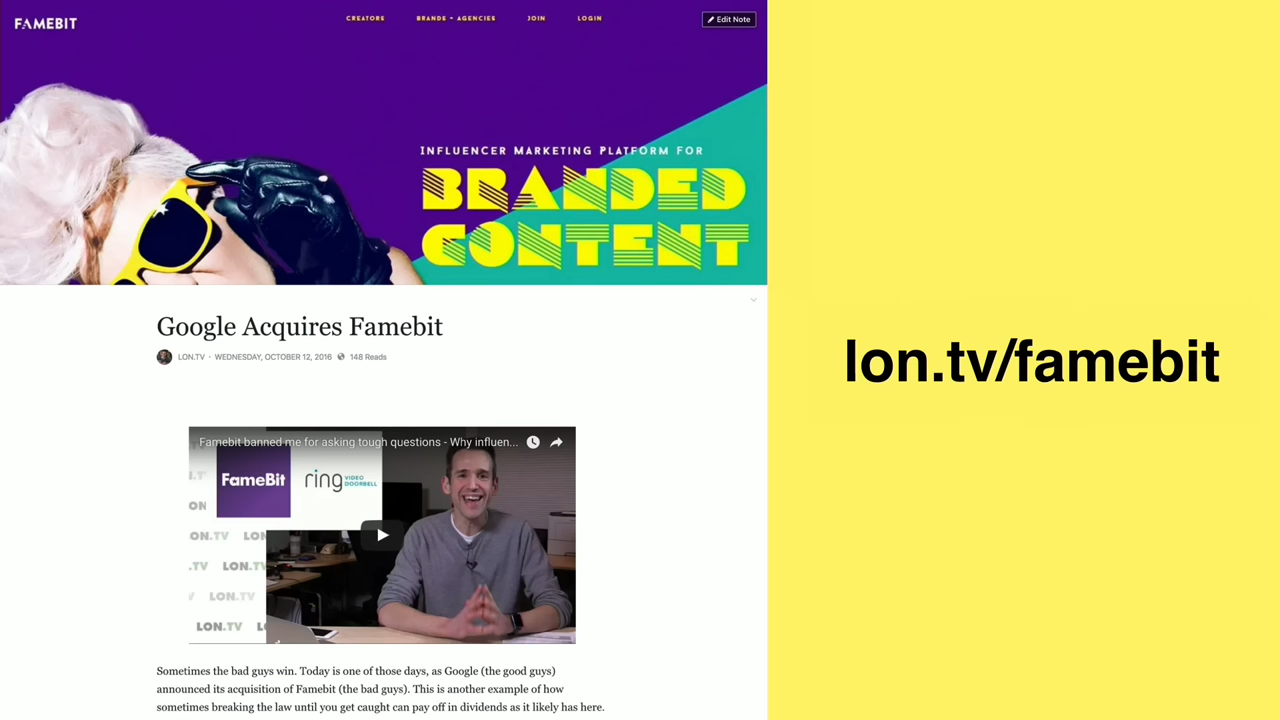 FAMEBIT
CREATORS
BRANDS + AGENCIES
JOIN
LOGIN
Edit Note
INFLUENCER MARKETING PLATFORM FOR
BRANDED
CONTENT
Google Acquires Famebit
LON.TV · WEDNESDAY, OCTOBER 12, 2016 148 Reads
lon.tv/famebit
Famebit banned me for asking tough questions - Why influen...
FameBit
ring VIDEO DOORBELL
ON
ON.TV
.TV LON.T
LON.TV
LON.TV
Sometimes the bad guys win. Today is one of those days, as Google (the good guys)
announced its acquisition of Famebit (the bad guys). This is another example of how
sometimes breaking the law until you get caught can pay off in dividends as it likely has here.